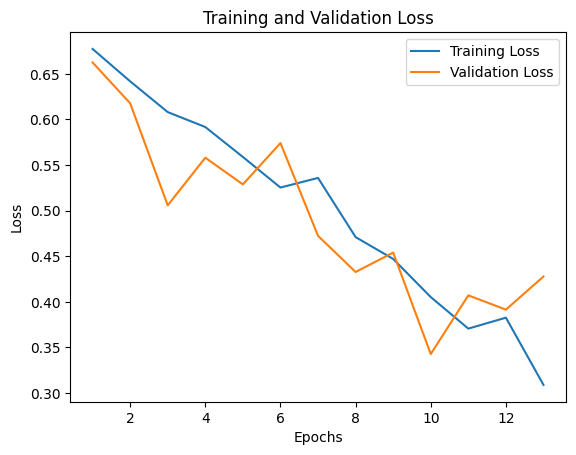 Training and Validation Loss
Training Loss
Validation Loss
0.65
0.60
0.55
0.50
0.45
0.40
0.35
0.30
Loss
2 4 6 8 10 12
Epochs